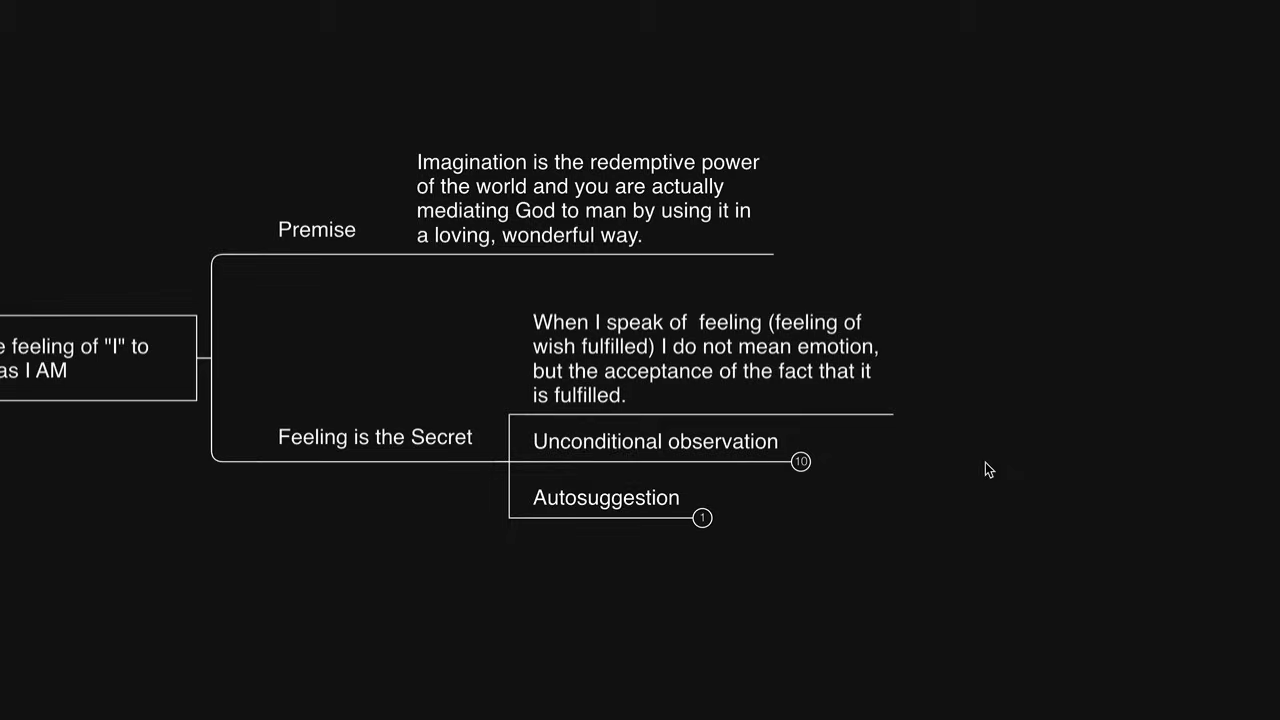 Imagination is the redemptive power
of the world and you are actually
mediating God to man by using it in
a loving, wonderful way.
Premise
When I speak of  feeling (feeling of
wish fulfilled) I do not mean emotion,
but the acceptance of the fact that it
is fulfilled.
feeling of "I" to
as I AM
Feeling is the Secret
Unconditional observation
10
Autosuggestion
1